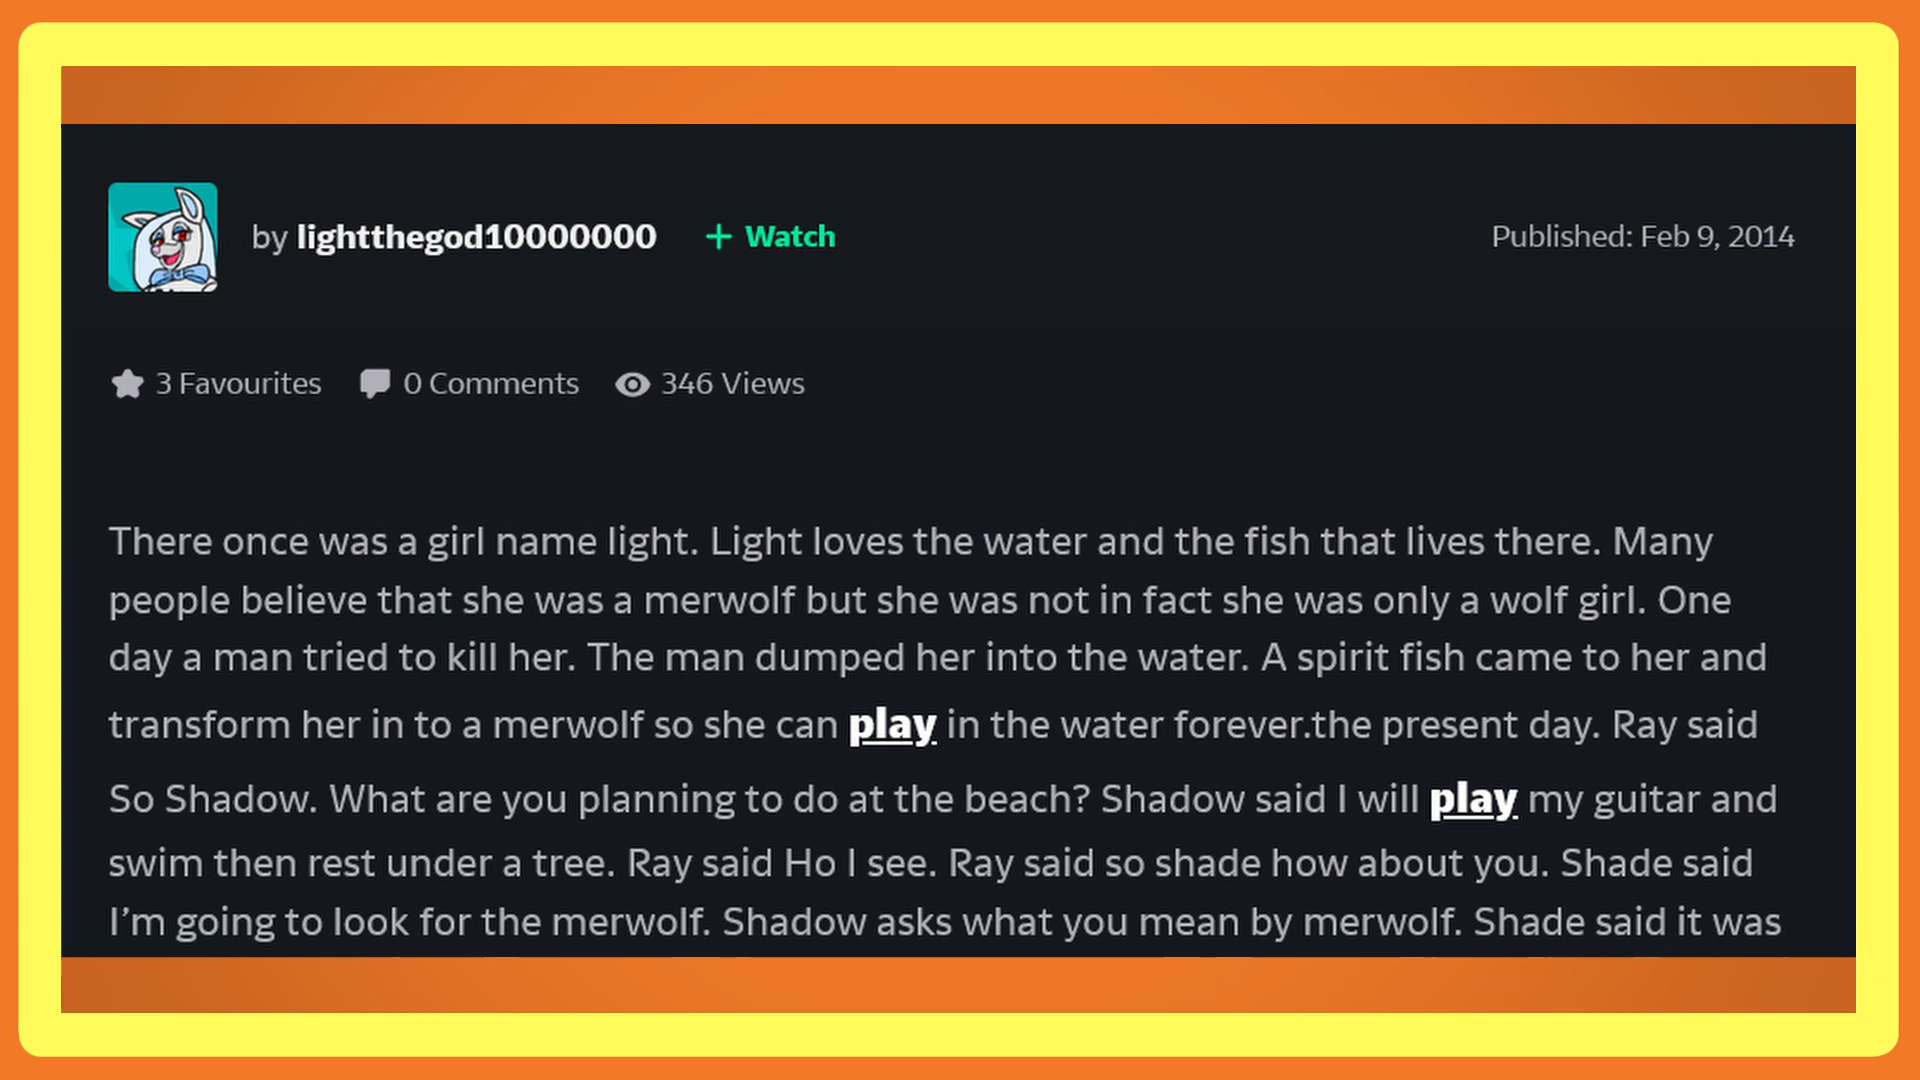 by lightthegod10000000 + Watch Published: Feb 9, 2014
3 Favourites 0 Comments 346 Views
There once was a girl name light. Light loves the water and the fish that lives there. Many
people believe that she was a merwolf but she was not in fact she was only a wolf girl. One
day a man tried to kill her. The man dumped her into the water. A spirit fish came to her and
transform her in to a merwolf so she can play in the water forever.the present day. Ray said
So Shadow. What are you planning to do at the beach? Shadow said I will play my guitar and
swim then rest under a tree. Ray said Ho I see. Ray said so shade how about you. Shade said
I’m going to look for the merwolf. Shadow asks what you mean by merwolf. Shade said it was